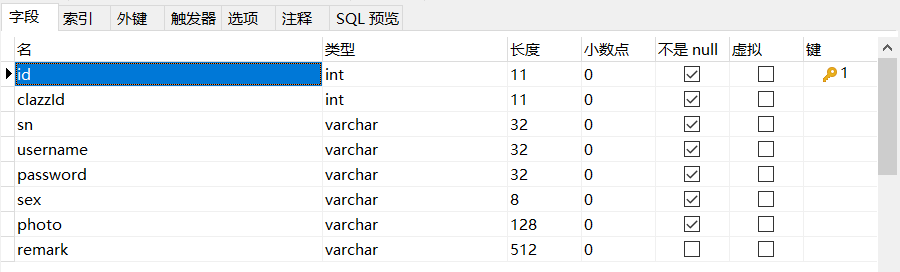 字段 索引 外键 触发器 选项 注释 SQL 预览
名 类型 长度 小数点 不是 null 虚拟 键
id int 11 0 1
clazzId int 11 0
sn varchar 32 0
username varchar 32 0
password varchar 32 0
sex varchar 8 0
photo varchar 128 0
remark varchar 512 0